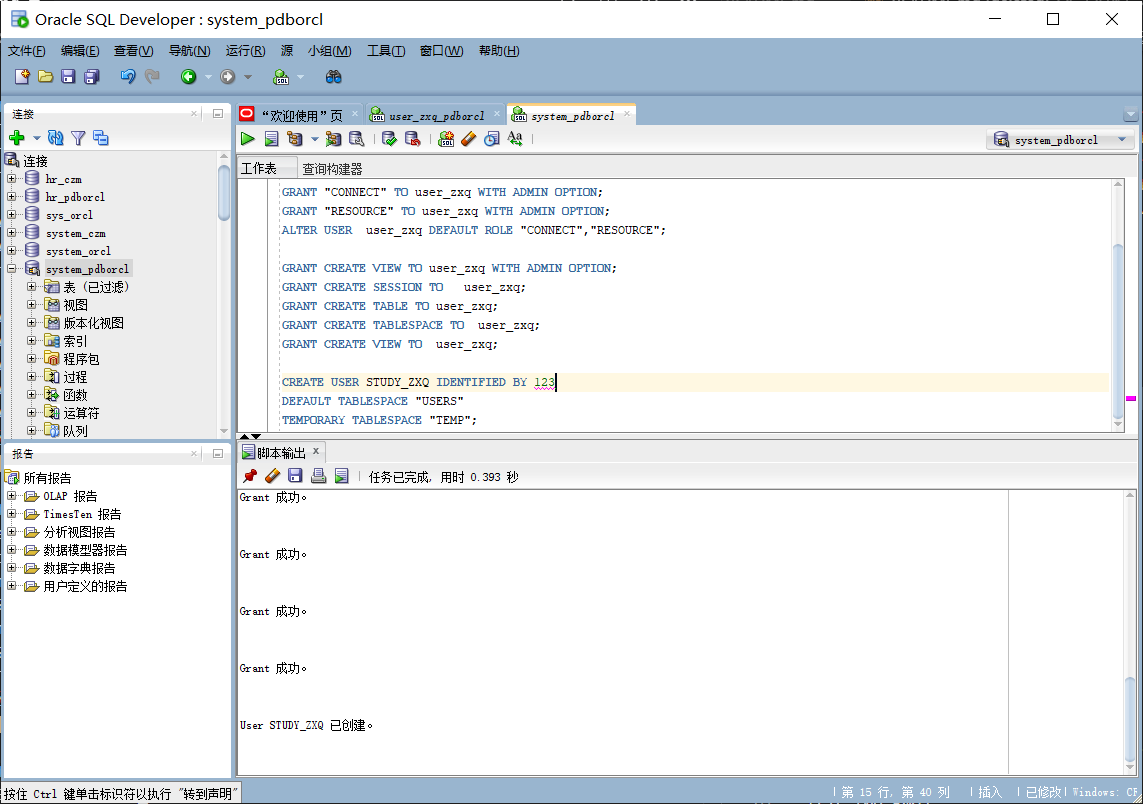 Oracle SQL Developer : system_pdborcl
文件(F) 编辑(E) 查看(V) 导航(N) 运行(R) 源 小组(M) 工具(T) 窗口(W) 帮助(H)
连接
连接
hr_czm
hr_pdborcl
sys_orcl
system_czm
system_orcl
system_pdborcl
表 (已过滤)
视图
版本化视图
索引
程序包
过程
函数
运算符
队列
报告
所有报告
OLAP 报告
TimesTen 报告
分析视图报告
数据模型器报告
数据字典报告
用户定义的报告
“欢迎使用”页 user_zxq_pdborcl system_pdborcl
system_pdborcl
工作表 查询构建器
GRANT "CONNECT" TO user_zxq WITH ADMIN OPTION;
GRANT "RESOURCE" TO user_zxq WITH ADMIN OPTION;
ALTER USER  user_zxq DEFAULT ROLE "CONNECT","RESOURCE";
GRANT CREATE VIEW TO user_zxq WITH ADMIN OPTION;
GRANT CREATE SESSION TO   user_zxq;
GRANT CREATE TABLE TO user_zxq;
GRANT CREATE TABLESPACE TO  user_zxq;
GRANT CREATE VIEW TO  user_zxq;
CREATE USER STUDY_ZXQ IDENTIFIED BY 123
DEFAULT TABLESPACE "USERS"
TEMPORARY TABLESPACE "TEMP";
脚本输出
任务已完成, 用时 0.393 秒
Grant 成功。
Grant 成功。
Grant 成功。
Grant 成功。
User STUDY_ZXQ 已创建。
按住 Ctrl 键单击标识符以执行 "转到声明"
第 15 行, 第 40 列 插入 已修改 Windows: CF